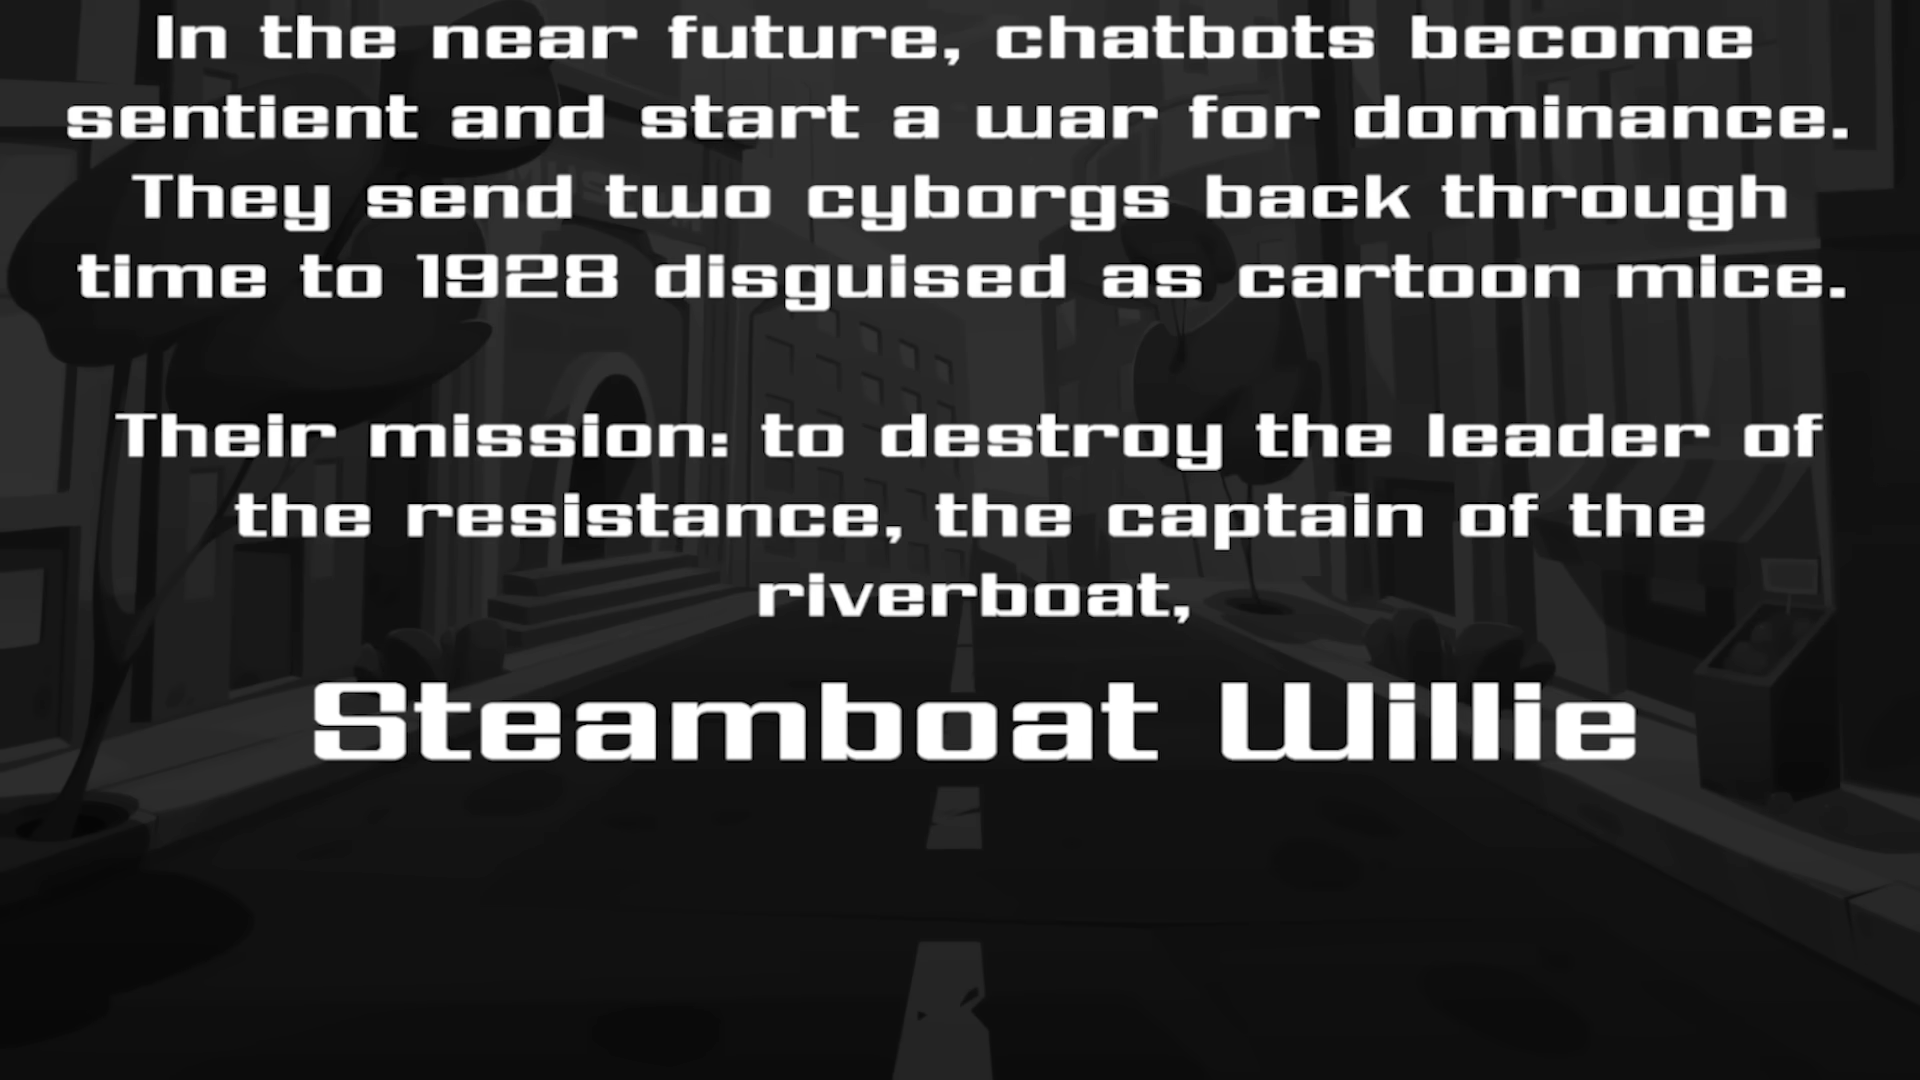 In the near future, chatbots become
sentient and start a war for dominance.
They send two cyborgs back through
time to 1928 disguised as cartoon mice.
Their mission: to destroy the leader of
the resistance, the captain of the
riverboat,
Steamboat Willie